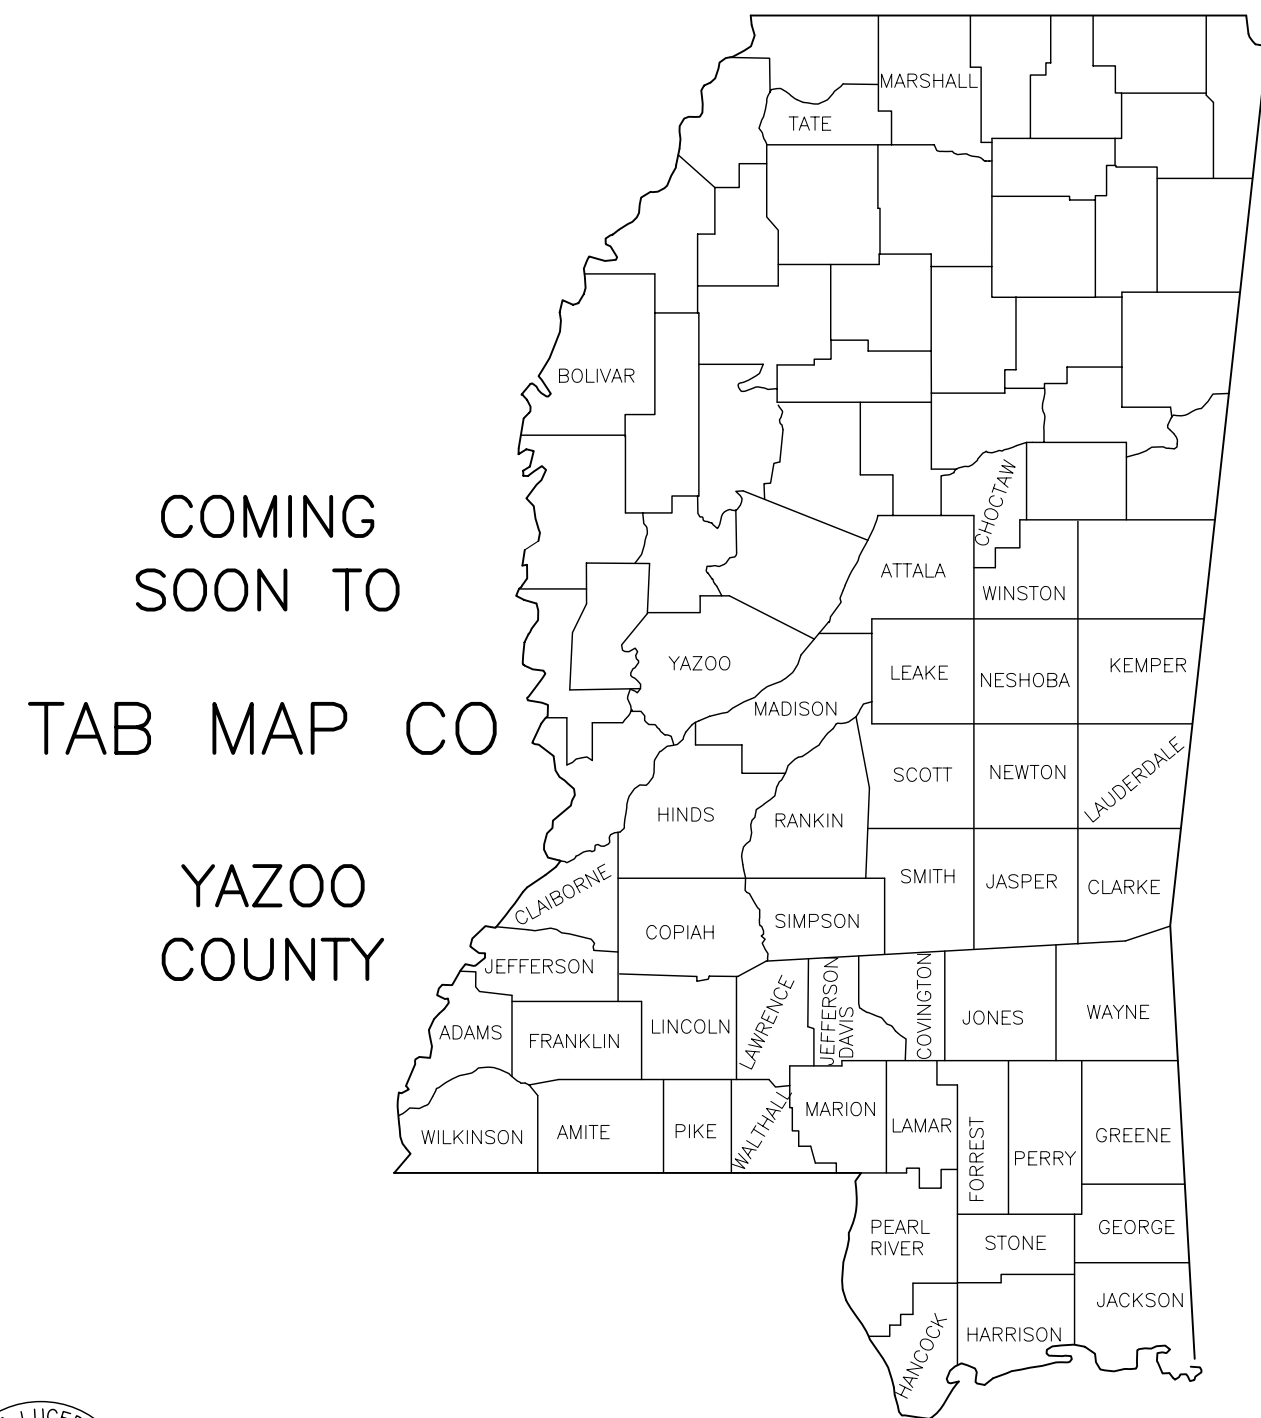 MARSHALL
TATE
BOLIVAR
COMING
SOON TO
TAB MAP CO
YAZOO
COUNTY
CHOCTAW
ATTALA
WINSTON
YAZOO
LEAKE
NESHOBA
KEMPER
MADISON
SCOTT
NEWTON
LAUDERDALE
HINDS
RANKIN
SMITH
JASPER
CLARKE
CLAIBORNE
COPIAH
SIMPSON
JEFFERSON
ADAMS
FRANKLIN
LINCOLN
LAWRENCE
JEFFERSON
DAVIS
COVINGTON
JONES
WAYNE
WILKINSON
AMITE
PIKE
WALTHALL
MARION
LAMAR
FORREST
PERRY
GREENE
PEARL
RIVER
STONE
GEORGE
HANCOCK
HARRISON
JACKSON